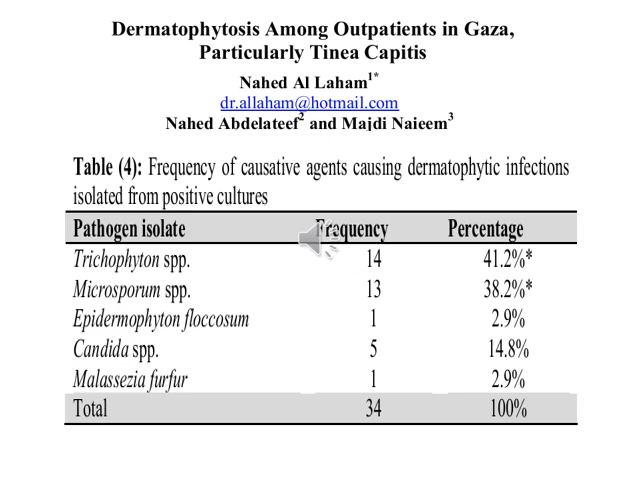 Dermatophytosis Among Outpatients in Gaza,
Particularly Tinea Capitis
Nahed Al Laham1*
dr.allaham@hotmail.com
Nahed Abdelateef2 and Majdi Naieem3
Table (4): Frequency of causative agents causing dermatophytic infections
isolated from positive cultures
Pathogen isolate Frequency Percentage
Trichophyton spp. 14 41.2%*
Microsporum spp. 13 38.2%*
Epidermophyton floccosum 1 2.9%
Candida spp. 5 14.8%
Malassezia furfur 1 2.9%
Total 34 100%